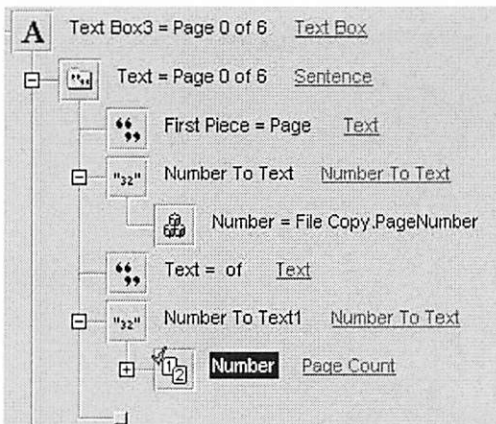 A Text Box3 = Page 0 of 6 Text Box
Text = Page 0 of 6 Sentence
First Piece = Page Text
"32" Number To Text Number To Text
Number = File Copy.PageNumber
Text = of Text
"32" Number To Text1 Number To Text
12 Number Page Count